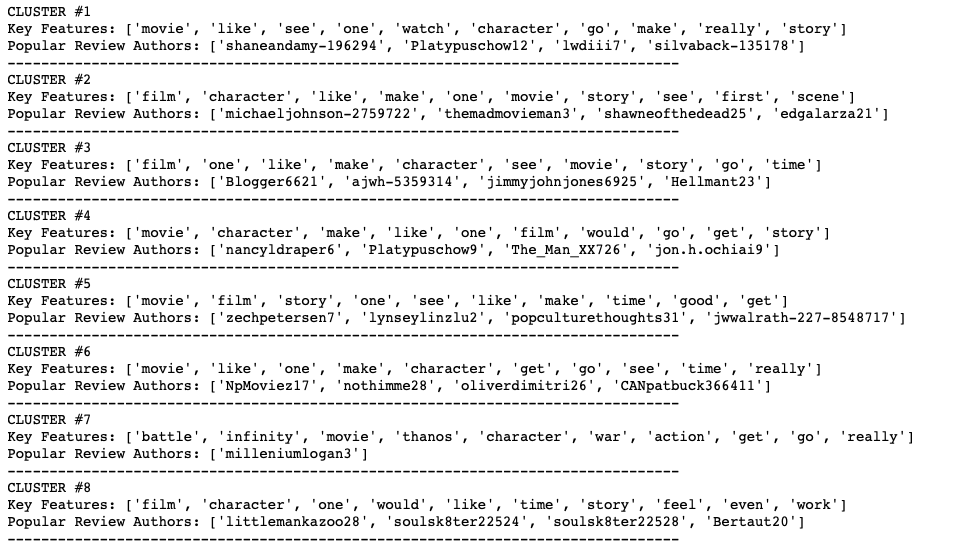 CLUSTER #1
Key Features: ['movie', 'like', 'see', 'one', 'watch', 'character', 'go', 'make', 'really', 'story']
Popular Review Authors: ['shaneandamy-196294', 'Platypuschow12', 'lwdiii7', 'silvaback-135178']
--------------------------------------------------------------------------------
CLUSTER #2
Key Features: ['film', 'character', 'like', 'make', 'one', 'movie', 'story', 'see', 'first', 'scene']
Popular Review Authors: ['michaeljohnson-2759722', 'themadmovieman3', 'shawneofthedead25', 'edgalarza21']
--------------------------------------------------------------------------------
CLUSTER #3
Key Features: ['film', 'one', 'like', 'make', 'character', 'see', 'movie', 'story', 'go', 'time']
Popular Review Authors: ['Blogger6621', 'ajwh-5359314', 'jimmyjohnjones6925', 'Hellmant23']
--------------------------------------------------------------------------------
CLUSTER #4
Key Features: ['movie', 'character', 'make', 'like', 'one', 'film', 'would', 'go', 'get', 'story']
Popular Review Authors: ['nancyldraper6', 'Platypuschow9', 'The_Man_XX726', 'jon.h.ochiai9']
--------------------------------------------------------------------------------
CLUSTER #5
Key Features: ['movie', 'film', 'story', 'one', 'see', 'like', 'make', 'time', 'good', 'get']
Popular Review Authors: ['zechpetersen7', 'lynseylinzlu2', 'popculturethoughts31', 'jwwalrath-227-8548717']
--------------------------------------------------------------------------------
CLUSTER #6
Key Features: ['movie', 'like', 'one', 'make', 'character', 'get', 'go', 'see', 'time', 'really']
Popular Review Authors: ['NpMoviez17', 'nothimme28', 'oliverdimitri26', 'CANpatbuck366411']
--------------------------------------------------------------------------------
CLUSTER #7
Key Features: ['battle', 'infinity', 'movie', 'thanos', 'character', 'war', 'action', 'get', 'go', 'really']
Popular Review Authors: ['milleniumlogan3']
--------------------------------------------------------------------------------
CLUSTER #8
Key Features: ['film', 'character', 'one', 'would', 'like', 'time', 'story', 'feel', 'even', 'work']
Popular Review Authors: ['littlemankazoo28', 'soulsk8ter22524', 'soulsk8ter22528', 'Bertaut20']
--------------------------------------------------------------------------------